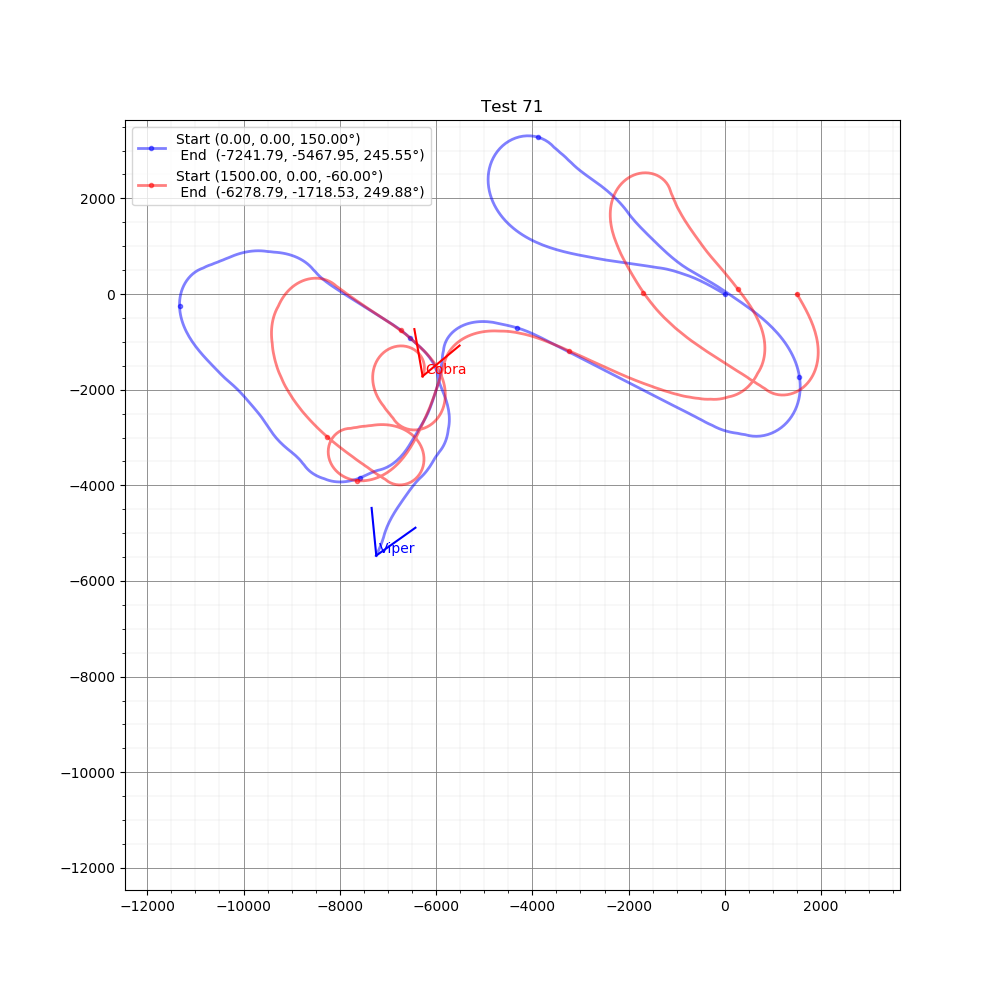 Test 71
Start (0.00, 0.00, 150.00°)
End (-7241.79, -5467.95, 245.55°)
Start (1500.00, 0.00, -60.00°)
End (-6278.79, -1718.53, 249.88°)
2000
0
−2000
−4000
−6000
−8000
−10000
−12000
Cobra
Viper
−12000 −10000 −8000 −6000 −4000 −2000 0 2000